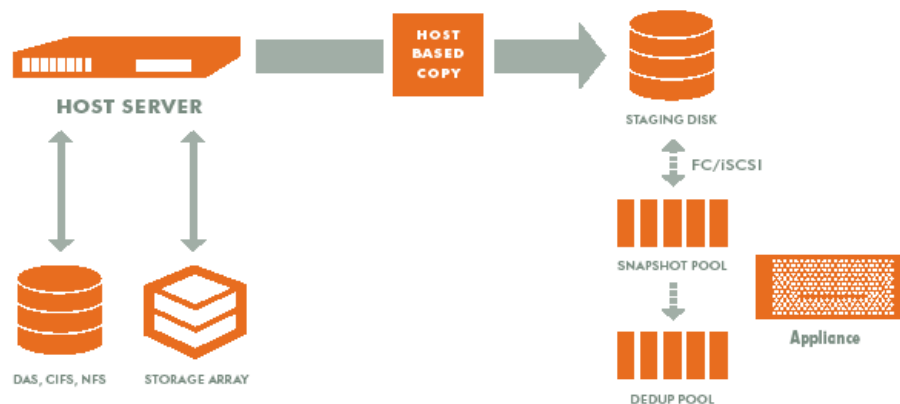 HOST
BASED
COPY
HOST SERVER
STAGING DISK
FC/iSCSI
SNAPSHOT POOL
Appliance
DAS, CIFS, NFS
STORAGE ARRAY
DEDUP POOL